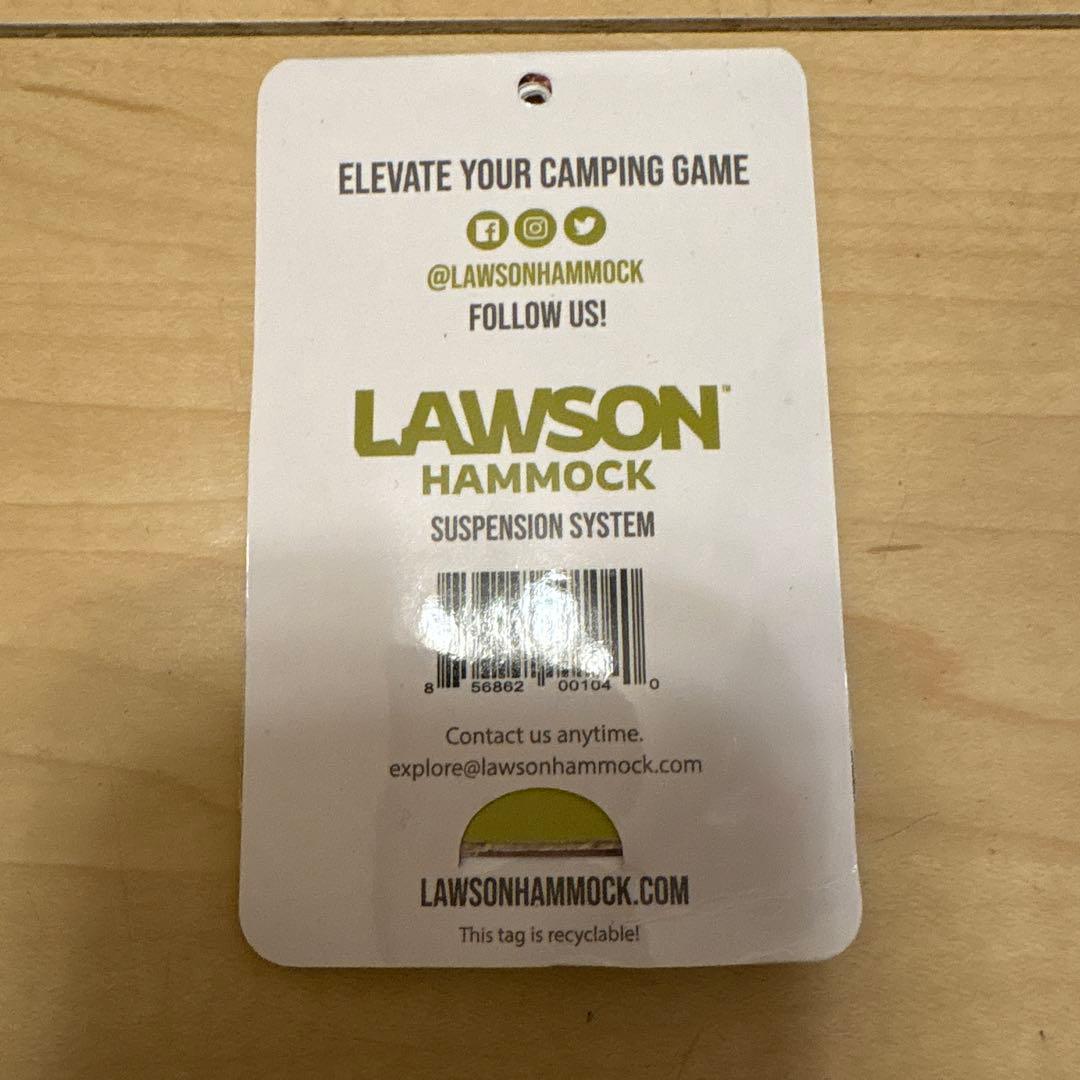 ELEVATE YOUR CAMPING GAME
@LAWSONHAMMOCK
FOLLOW US!
LAWSON™
HAMMOCK
SUSPENSION SYSTEM
8 56862 00104 0
Contact us anytime.
explore@lawsonhammock.com
LAWSONHAMMOCK.COM
This tag is recyclable!